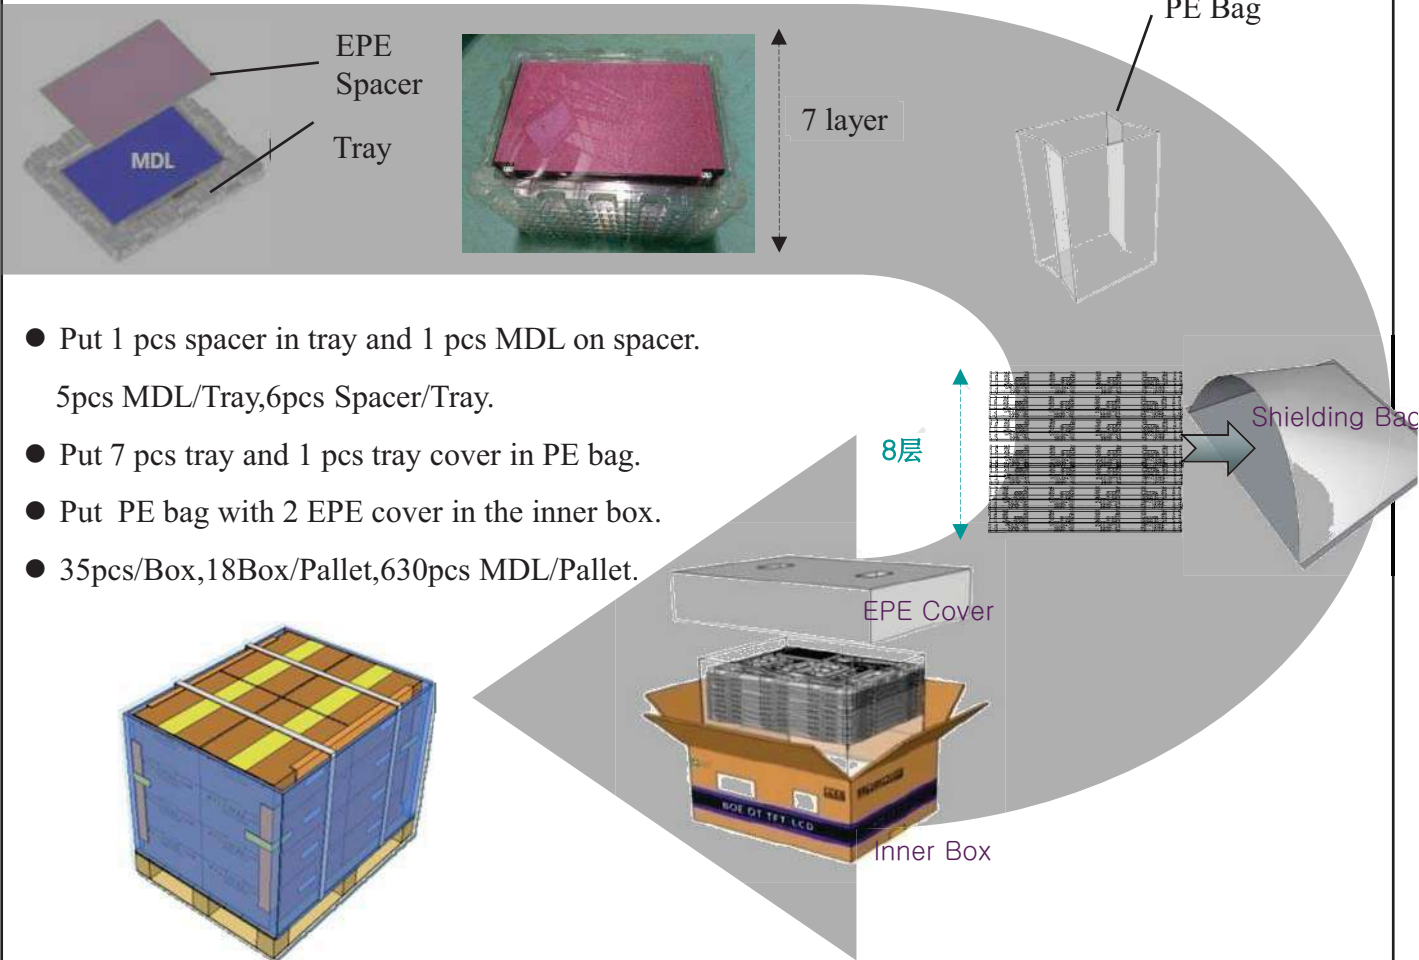 PE Bag
EPE
Spacer
Tray
MDL
7 layer
● Put 1 pcs spacer in tray and 1 pcs MDL on spacer.
5pcs MDL/Tray,6pcs Spacer/Tray.
● Put 7 pcs tray and 1 pcs tray cover in PE bag.
● Put PE bag with 2 EPE cover in the inner box.
● 35pcs/Box,18Box/Pallet,630pcs MDL/Pallet.
8层
Shielding Bag
EPE Cover
BOE OT TFT-LCD
Inner Box